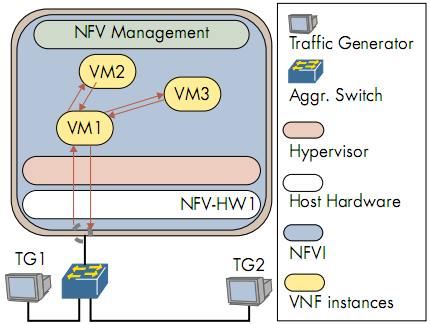 NFV Management
VM2
VM3
VM1
NFV-HW1
TG1
TG2
Traffic Generator
Aggr. Switch
Hypervisor
Host Hardware
NFVI
VNF instances